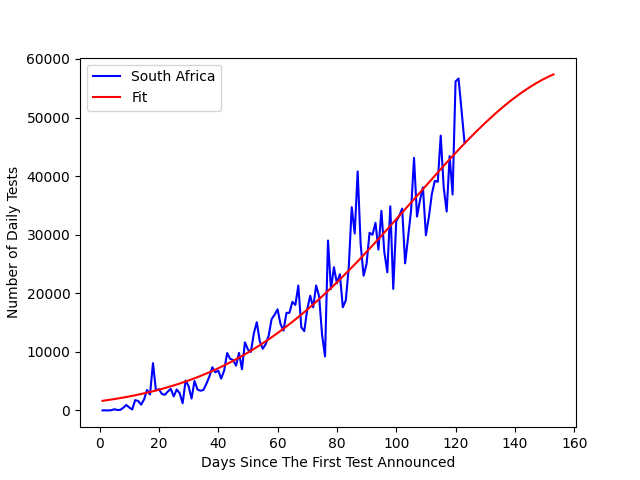 South Africa
Fit
Number of Daily Tests
60000
50000
40000
30000
20000
10000
0
0 20 40 60 80 100 120 140 160
Days Since The First Test Announced